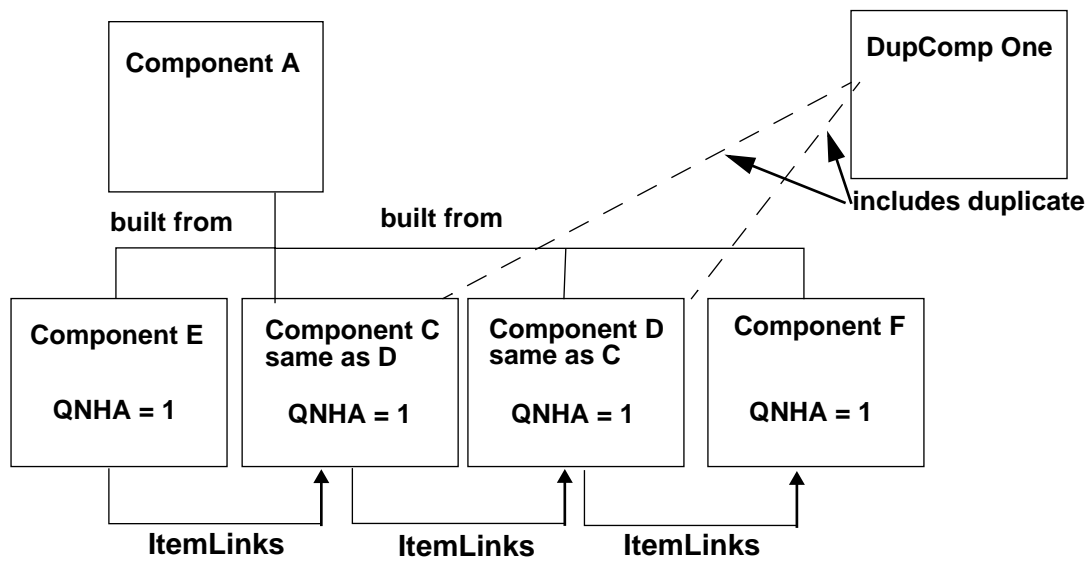 Component A
DupComp One
includes duplicate
built from
built from
Component E
QNHA = 1
Component C
same as D
QNHA = 1
Component D
same as C
QNHA = 1
Component F
QNHA = 1
ItemLinks
ItemLinks
ItemLinks